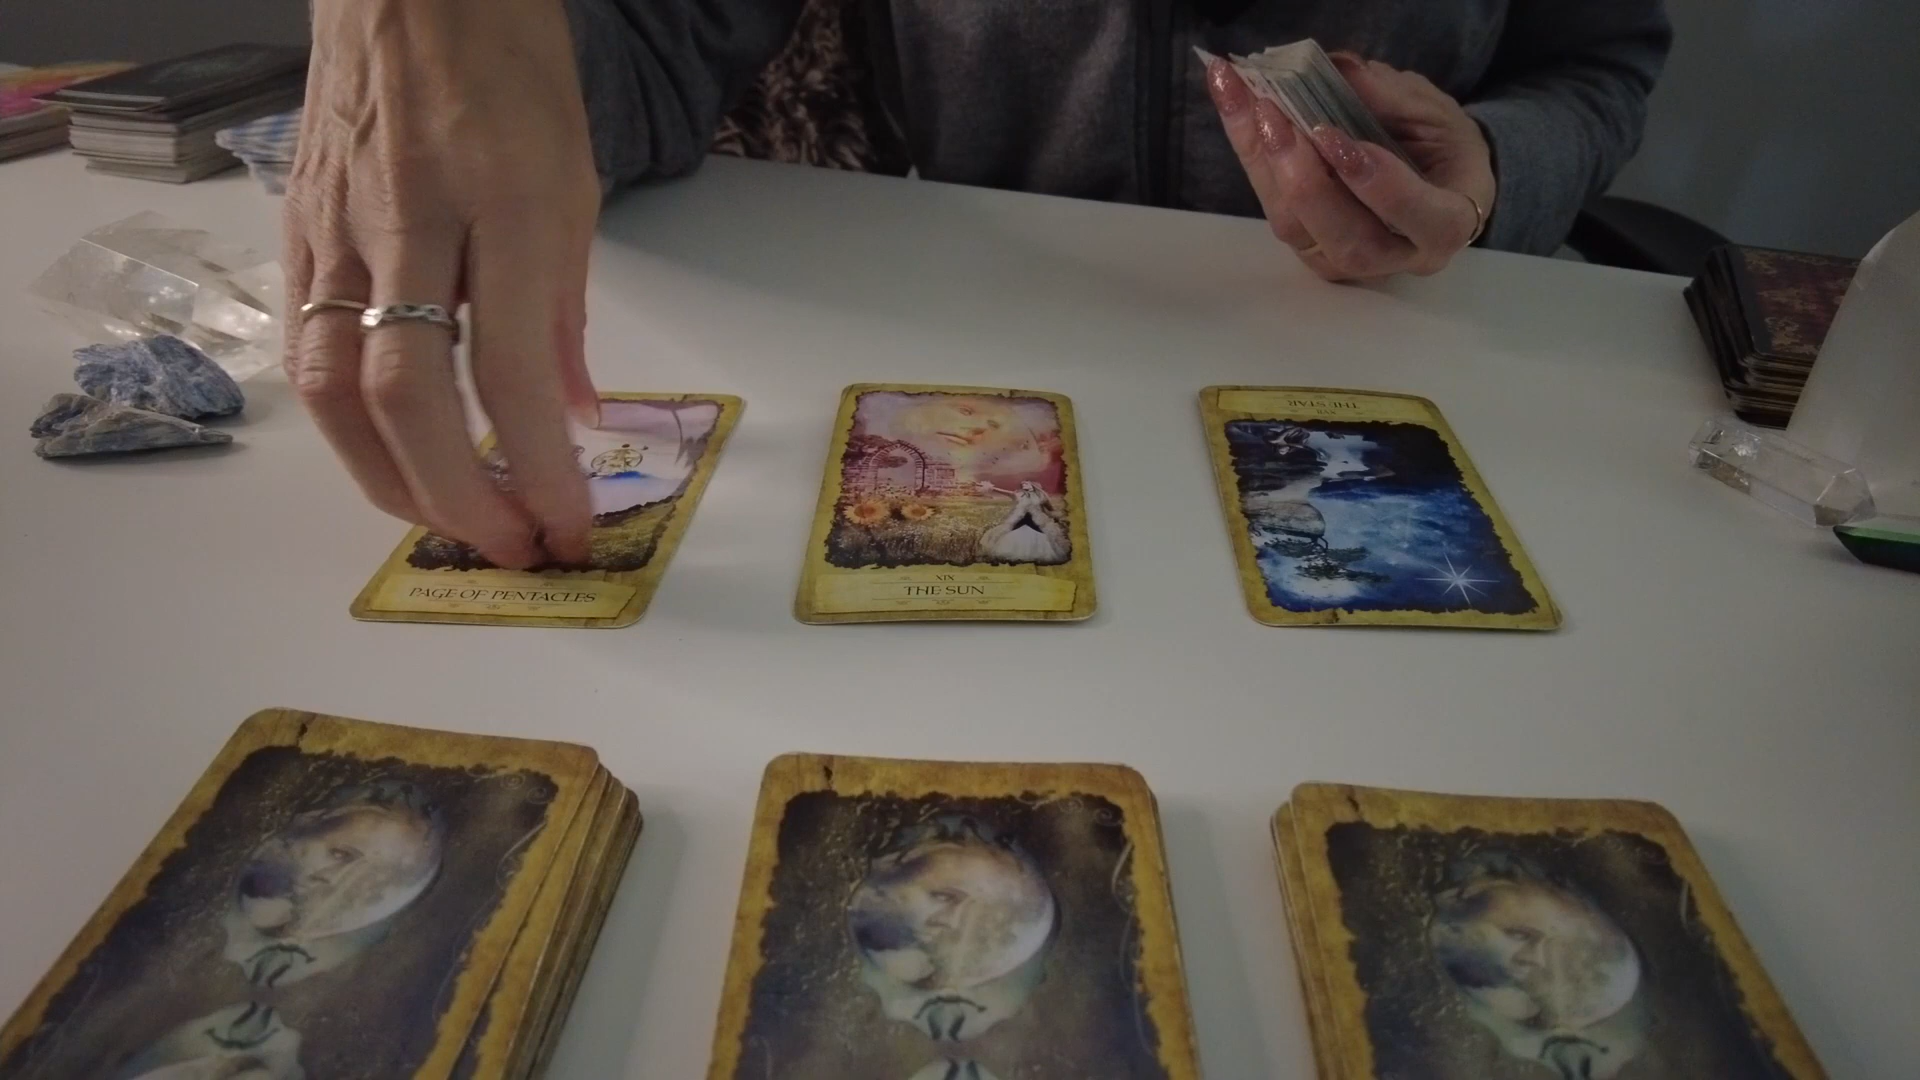 PAGE OF PENTACLES
XIX
THE SUN
THE STAR
XVII